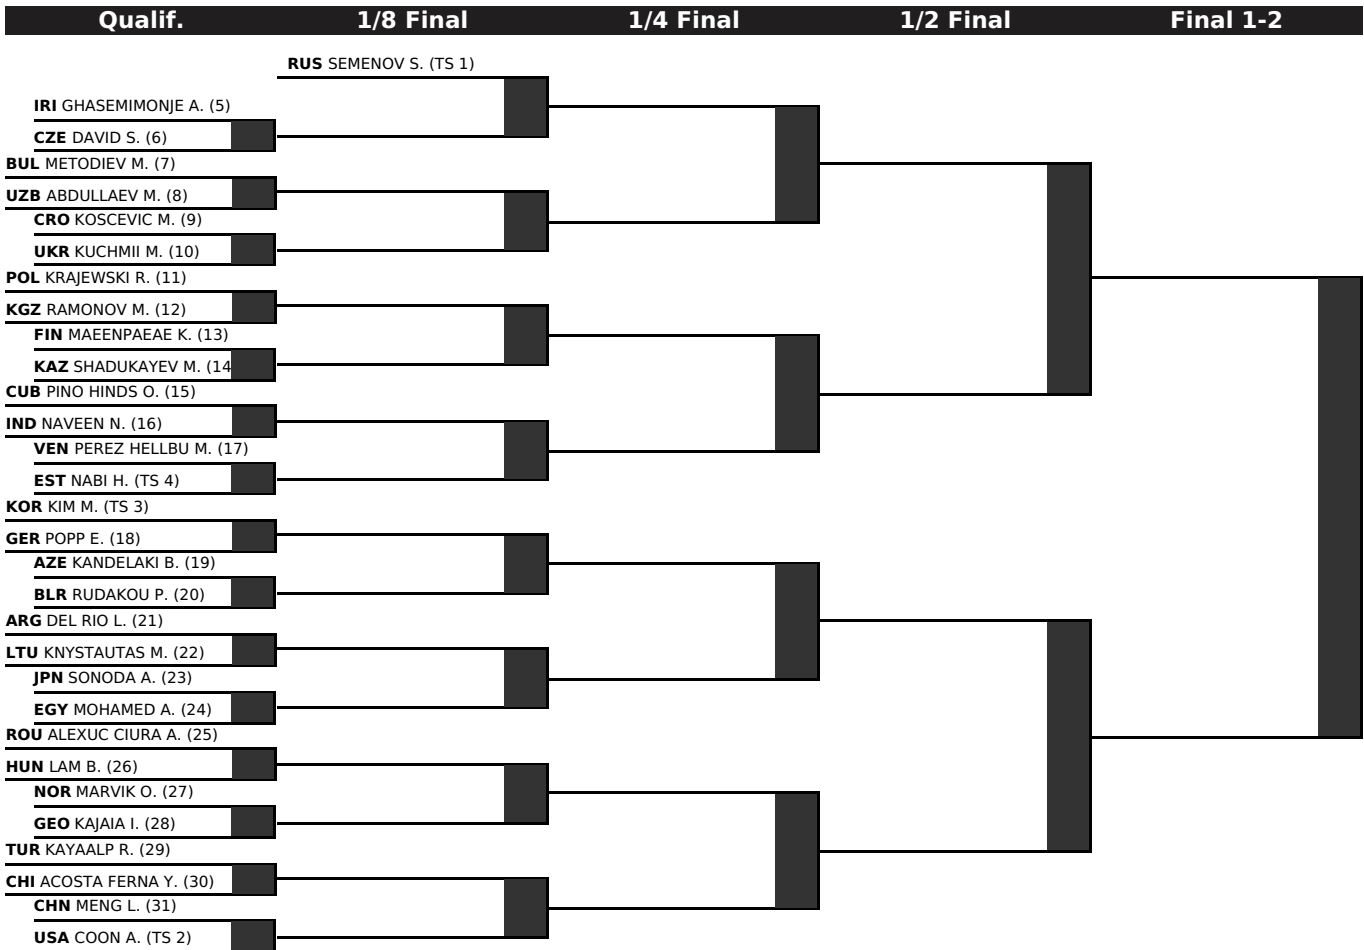 Qualif. 1/8 Final 1/4 Final 1/2 Final Final 1-2
RUS SEMENOV S. (TS 1)
IRI GHASEMIMONJE A. (5)
CZE DAVID S. (6)
BUL METODIEV M. (7)
UZB ABDULLAEV M. (8)
CRO KOSCEVIC M. (9)
UKR KUCHMII M. (10)
POL KRAJEWSKI R. (11)
KGZ RAMONOV M. (12)
FIN MAEENPAEAE K. (13)
KAZ SHADUKAYEV M. (14
CUB PINO HINDS O. (15)
IND NAVEEN N. (16)
VEN PEREZ HELLBU M. (17)
EST NABI H. (TS 4)
KOR KIM M. (TS 3)
GER POPP E. (18)
AZE KANDELAKI B. (19)
BLR RUDAKOU P. (20)
ARG DEL RIO L. (21)
LTU KNYSTAUTAS M. (22)
JPN SONODA A. (23)
EGY MOHAMED A. (24)
ROU ALEXUC CIURA A. (25)
HUN LAM B. (26)
NOR MARVIK O. (27)
GEO KAJAIA I. (28)
TUR KAYAALP R. (29)
CHI ACOSTA FERNA Y. (30)
CHN MENG L. (31)
USA COON A. (TS 2)